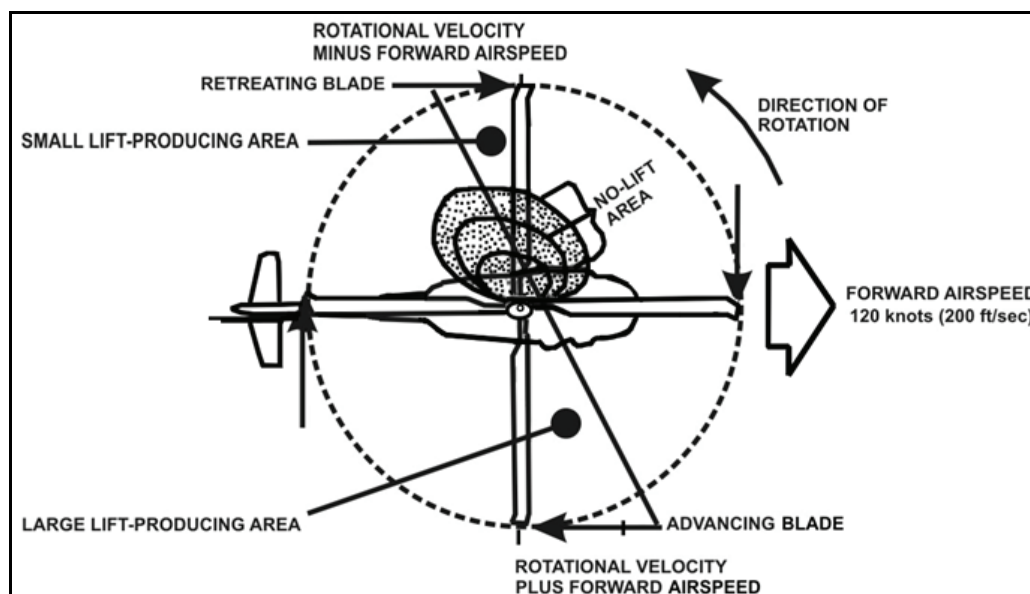 ROTATIONAL VELOCITY
MINUS FORWARD AIRSPEED
RETREATING BLADE
DIRECTION OF
ROTATION
SMALL LIFT-PRODUCING AREA
NO-LIFT
AREA
FORWARD AIRSPEED
120 knots (200 ft/sec)
LARGE LIFT-PRODUCING AREA
ADVANCING BLADE
ROTATIONAL VELOCITY
PLUS FORWARD AIRSPEED